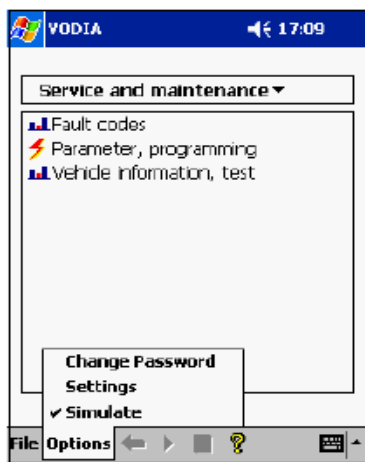 VODIA 17:09
Service and maintenance
Fault codes
Parameter, programming
Vehicle information, test
Change Password
Settings
Simulate
File Options ?